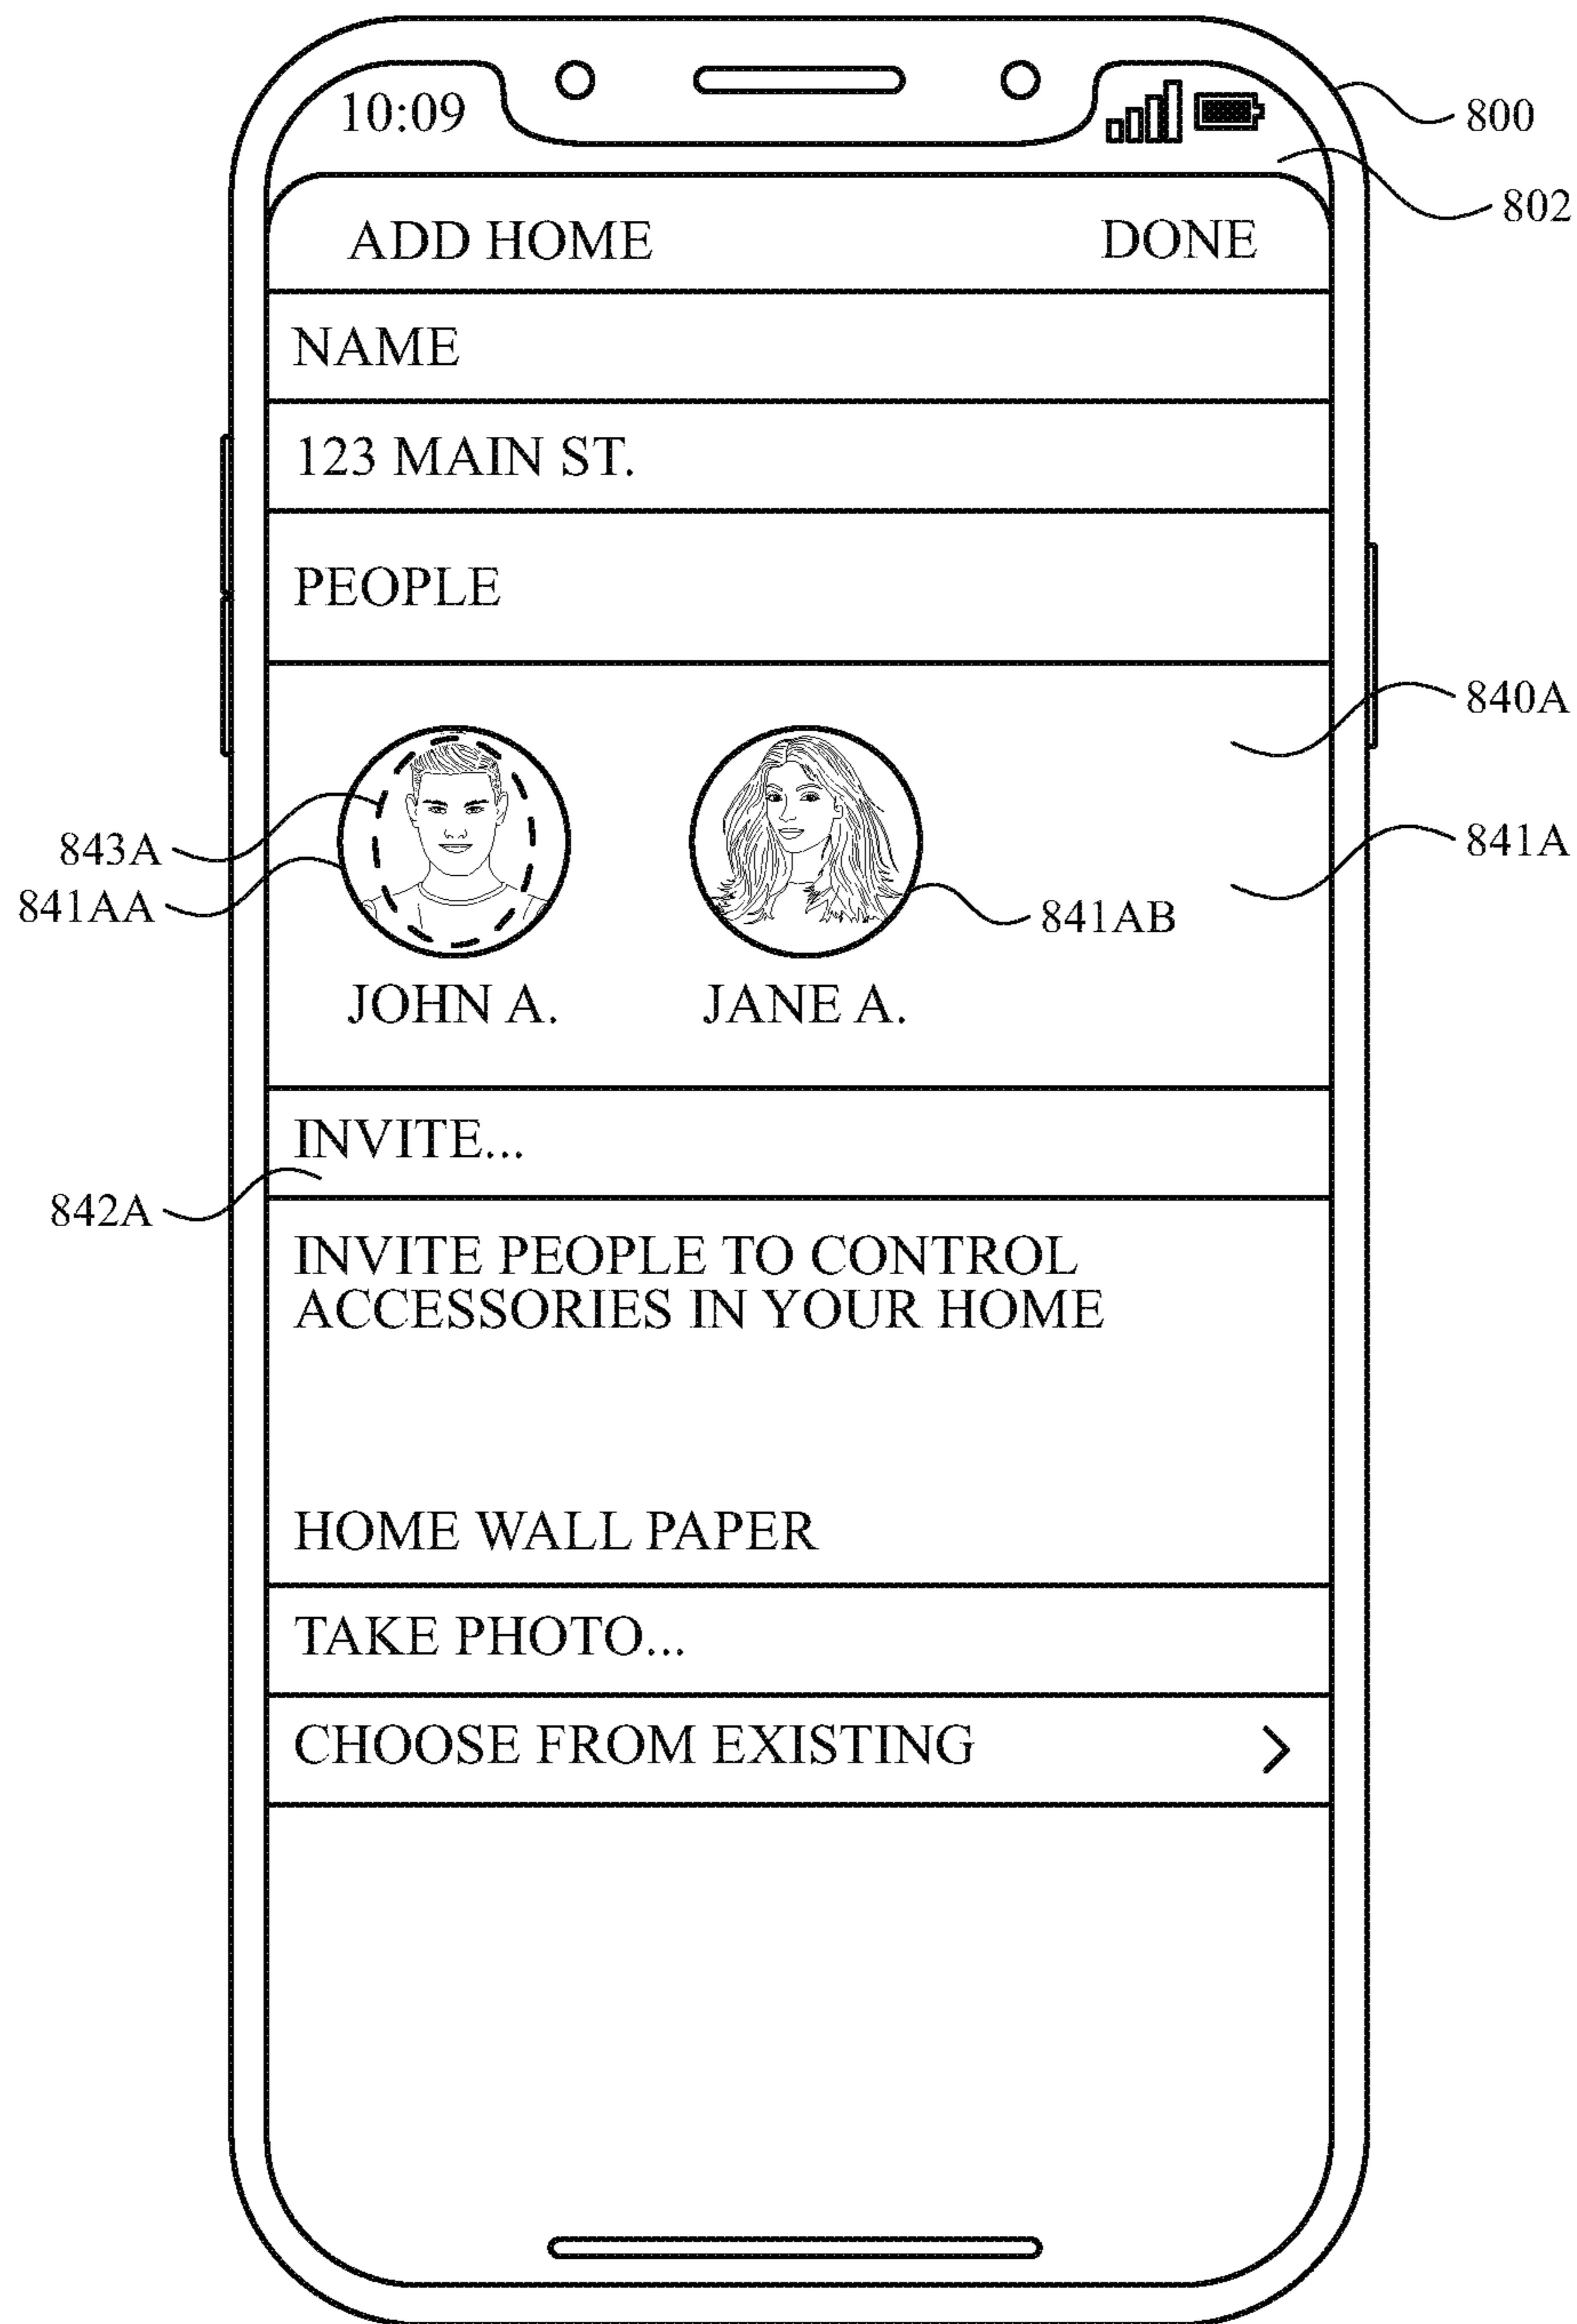 10:09
800
802
ADD HOME DONE
NAME
123 MAIN ST.
PEOPLE
840A
843A
841A
841AA
841AB
JOHN A. JANE A.
INVITE...
842A
INVITE PEOPLE TO CONTROL
ACCESSORIES IN YOUR HOME
HOME WALL PAPER
TAKE PHOTO...
CHOOSE FROM EXISTING >